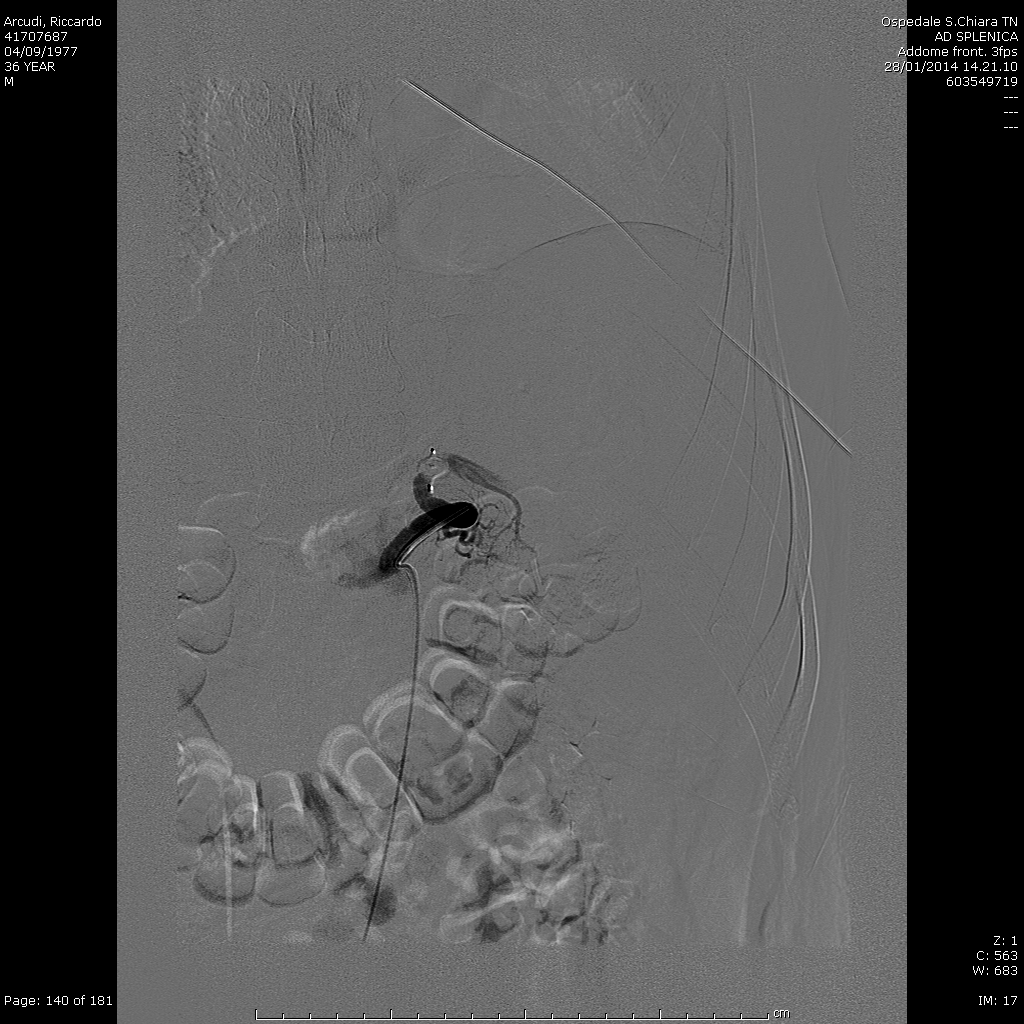 Arcudi, Riccardo
41707687
04/09/1977
36 YEAR
M
Ospedale S.Chiara TN
AD SPLENICA
Addome front. 3fps
28/01/2014 14.21.10
603549719
---
---
---
Z: 1
C: 563
W: 683
IM: 17
Page: 140 of 181
cm